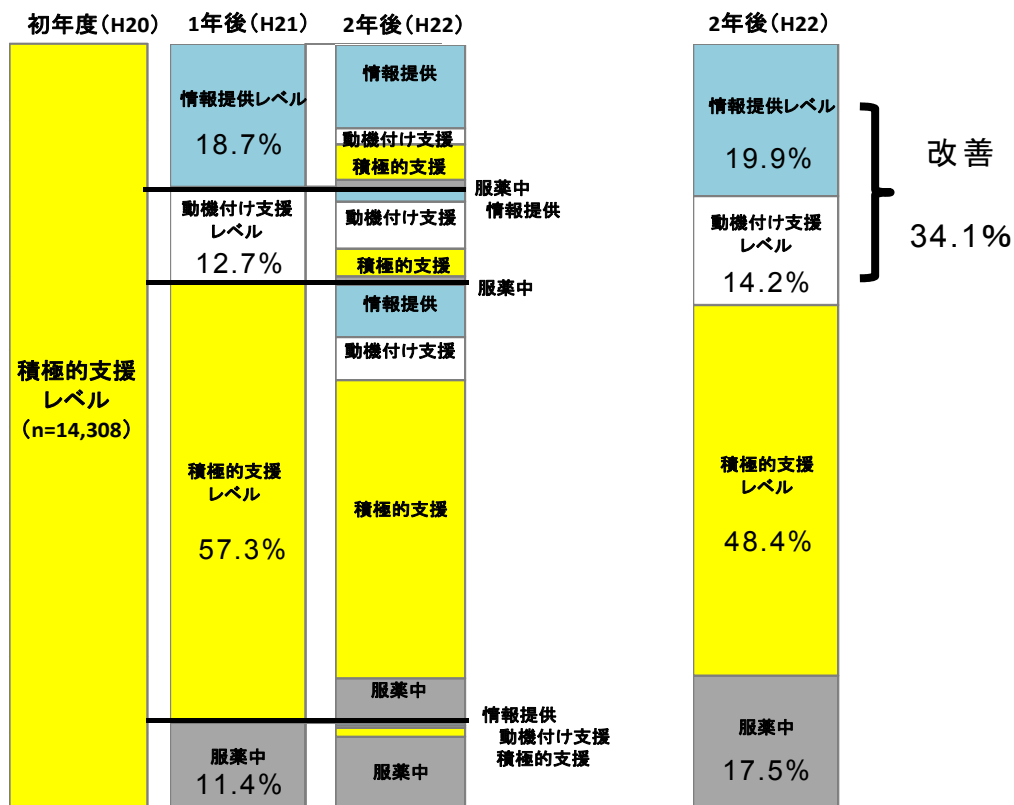 初年度(H20)
1年後(H21)
2年後(H22)
2年後(H22)
積極的支援
レベル
(n=14,308)
情報提供レベル
18.7%
動機付け支援
レベル
12.7%
積極的支援
レベル
57.3%
服薬中
11.4%
情報提供
動機付け支援
積極的支援
服薬中
情報提供
動機付け支援
積極的支援
服薬中
情報提供
動機付け支援
積極的支援
服薬中
情報提供
動機付け支援
積極的支援
服薬中
情報提供レベル
19.9%
動機付け支援
レベル
14.2%
積極的支援
レベル
48.4%
服薬中
17.5%
改善
34.1%